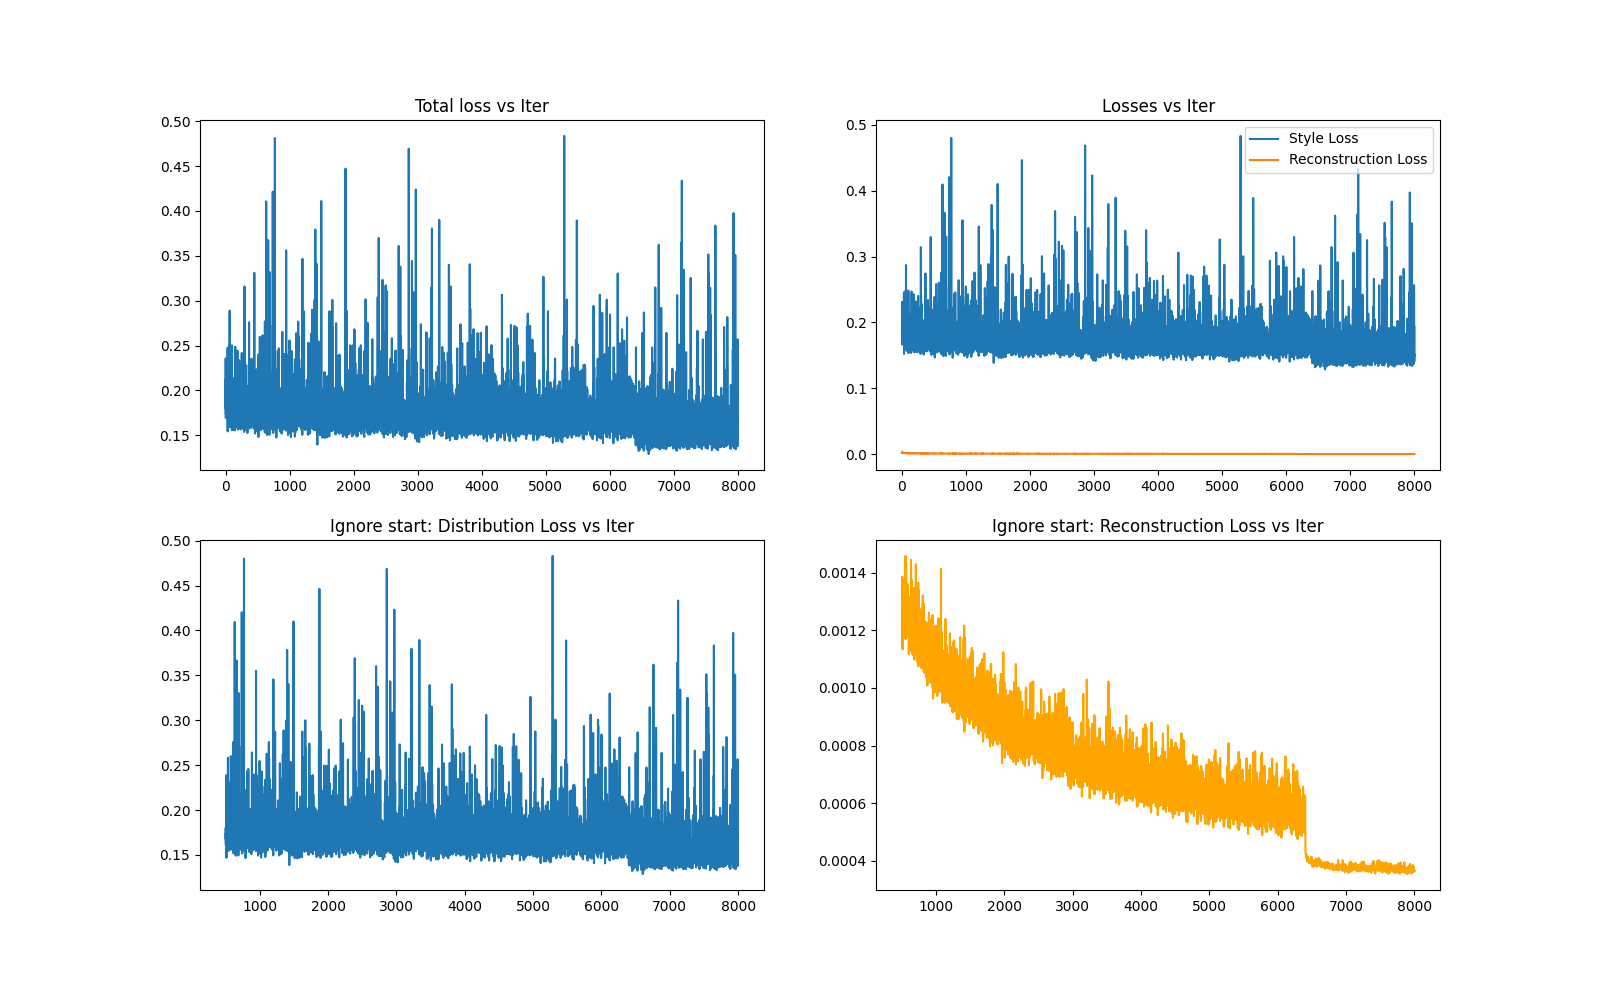 Total loss vs Iter
0.50
0.45
0.40
0.35
0.30
0.25
0.20
0.15
0 1000 2000 3000 4000 5000 6000 7000 8000
Losses vs Iter
Style Loss
Reconstruction Loss
0.5
0.4
0.3
0.2
0.1
0.0
0 1000 2000 3000 4000 5000 6000 7000 8000
Ignore start: Distribution Loss vs Iter
0.50
0.45
0.40
0.35
0.30
0.25
0.20
0.15
1000 2000 3000 4000 5000 6000 7000 8000
Ignore start: Reconstruction Loss vs Iter
0.0014
0.0012
0.0010
0.0008
0.0006
0.0004
1000 2000 3000 4000 5000 6000 7000 8000